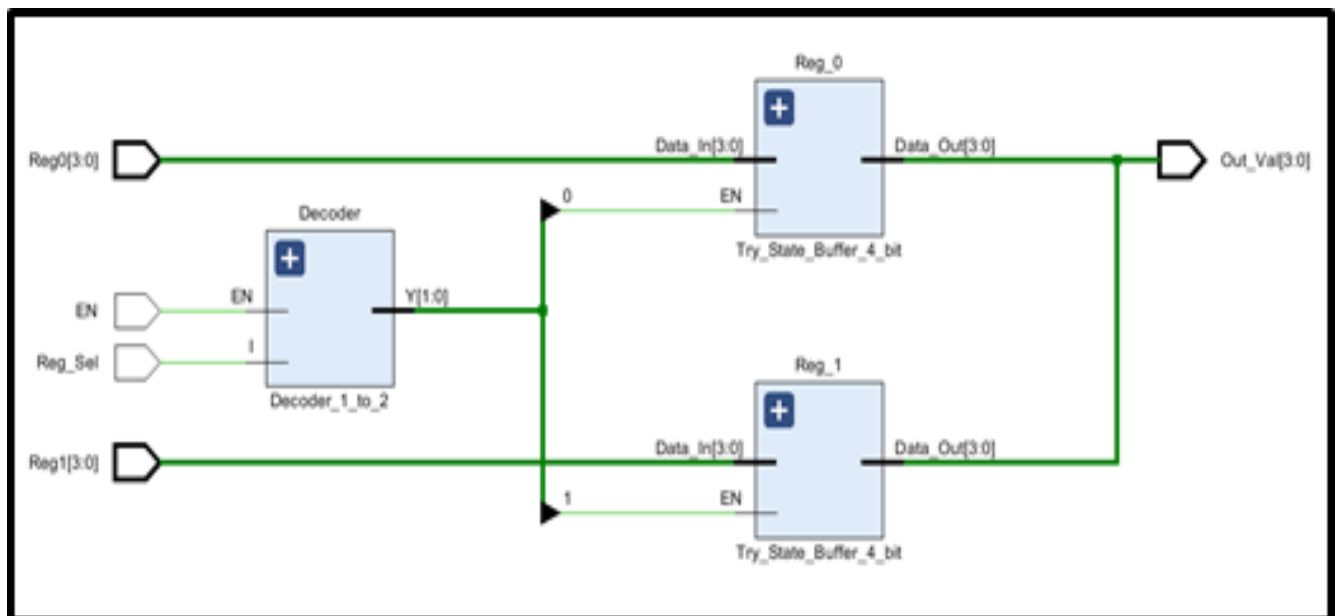 Reg_0
Reg0[3:0]
Data_In[3:0]
Data_Out[3:0]
Out_Val[3:0]
0
EN
Try_State_Buffer_4_bit
Decoder
EN
EN
Y[1:0]
Reg_Sel
I
Decoder_1_to_2
Reg_1
Reg1[3:0]
Data_In[3:0]
Data_Out[3:0]
1
EN
Try_State_Buffer_4_bit